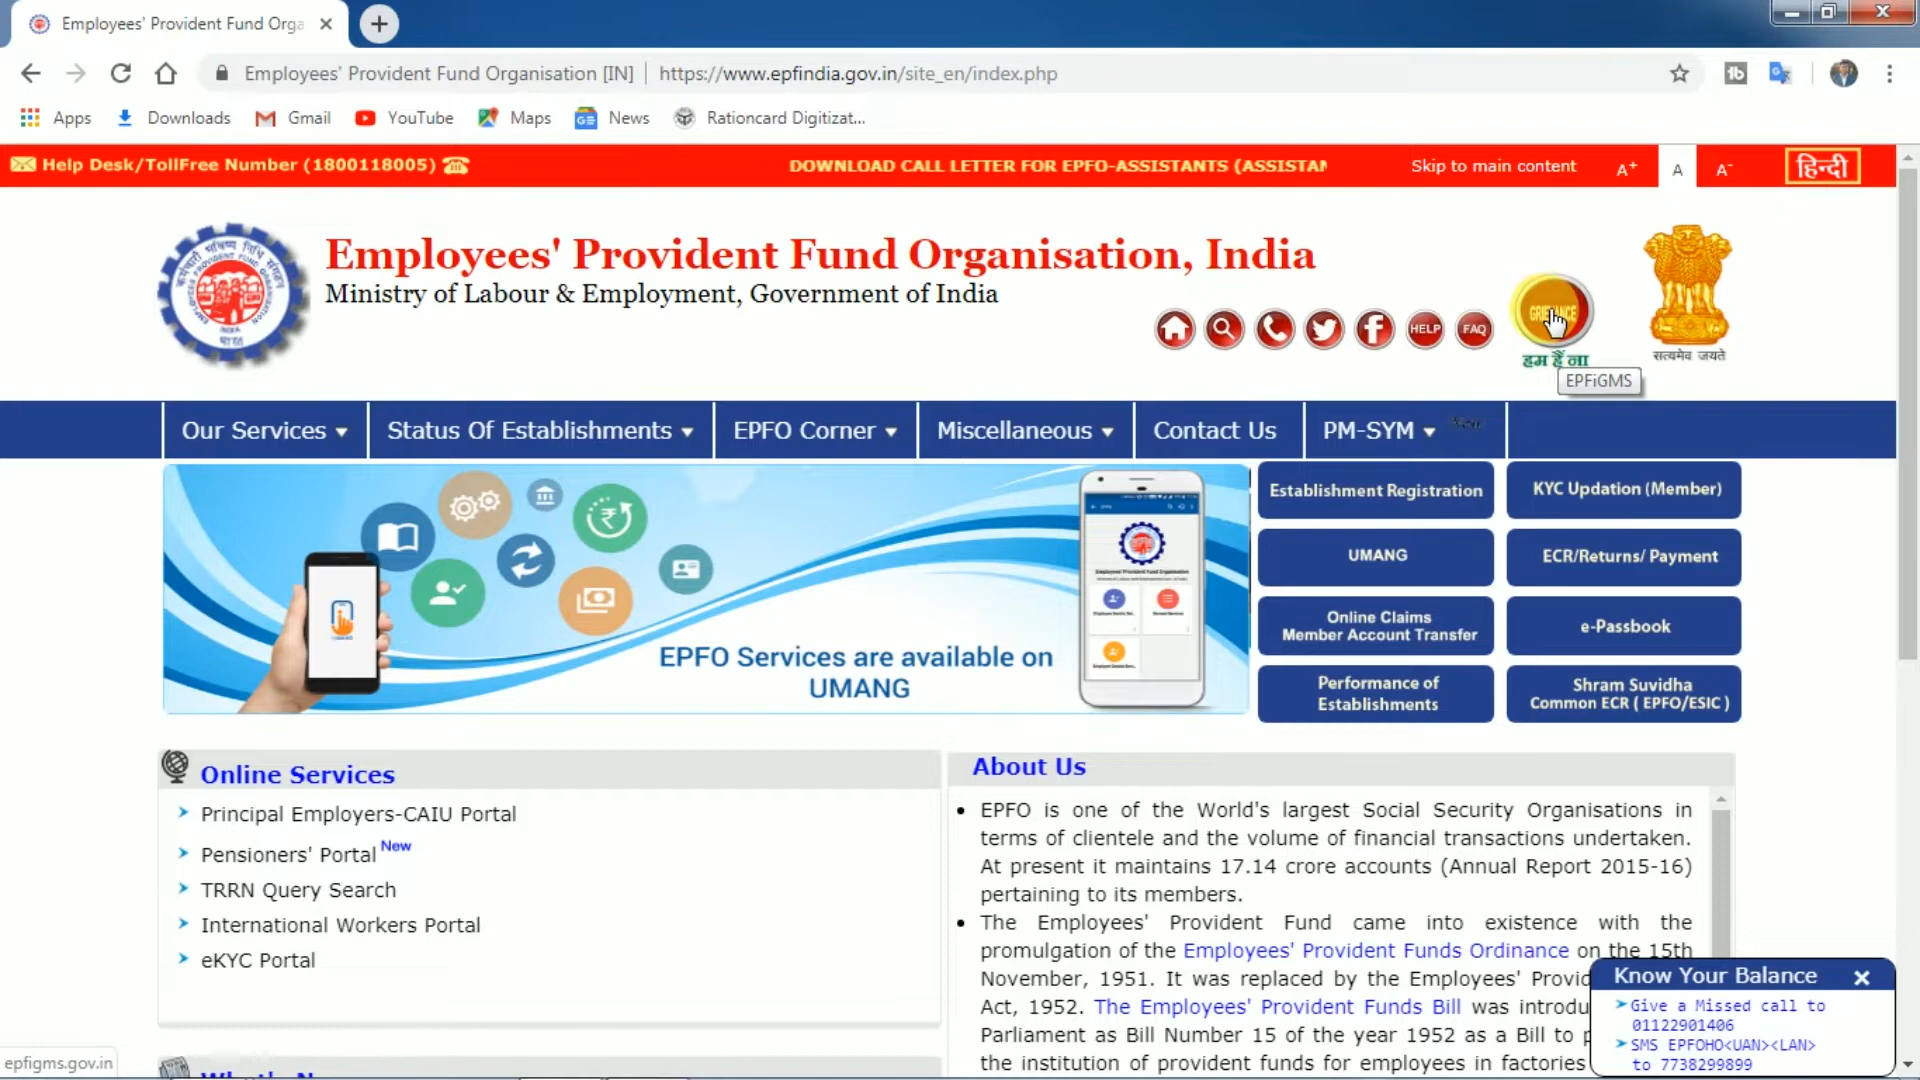 Employees' Provident Fund Orga
Employees' Provident Fund Organisation [IN] | https://www.epfindia.gov.in/site_en/index.php
Apps Downloads Gmail YouTube Maps News Rationcard Digitizat...
Help Desk/TollFree Number (1800118005) DOWNLOAD CALL LETTER FOR EPFO-ASSISTANTS (ASSISTAN Skip to main content A+ A A- हिन्दी
Employees' Provident Fund Organisation, India
Ministry of Labour & Employment, Government of India
HELP FAQ
हम हैं ना
सत्यमेव जयते
EPFiGMS
Our Services Status Of Establishments EPFO Corner Miscellaneous Contact Us PM-SYM New
Establishment Registration
KYC Updation (Member)
UMANG
ECR/Returns/ Payment
Online Claims
Member Account Transfer
e-Passbook
Performance of
Establishments
Shram Suvidha
Common ECR ( EPFO/ESIC )
EPFO Services are available on
UMANG
Online Services
Principal Employers-CAIU Portal
Pensioners' Portal New
TRRN Query Search
International Workers Portal
eKYC Portal
What's N
About Us
EPFO is one of the World's largest Social Security Organisations in
terms of clientele and the volume of financial transactions undertaken.
At present it maintains 17.14 crore accounts (Annual Report 2015-16)
pertaining to its members.
The Employees' Provident Fund came into existence with the
promulgation of the Employees' Provident Funds Ordinance on the 15th
November, 1951. It was replaced by the Employees' Provid
Act, 1952. The Employees' Provident Funds Bill was introdu
Parliament as Bill Number 15 of the year 1952 as a Bill to p
the institution of provident funds for employees in factories
Know Your Balance
Give a Missed call to
01122901406
SMS EPFOHO<UAN><LAN>
to 7738299899
epfigms.gov.in